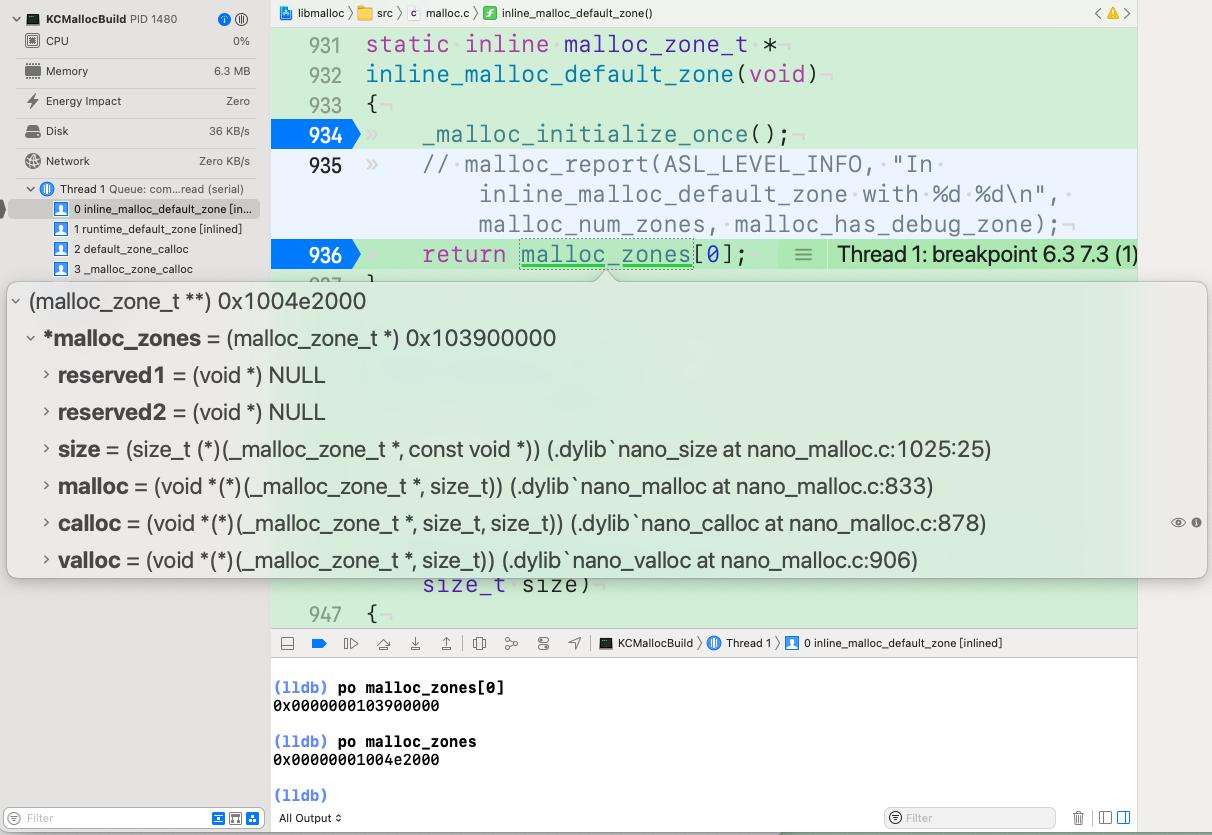 KCMallocBuild PID 1480
CPU 0%
Memory 6.3 MB
Energy Impact Zero
Disk 36 KB/s
Network Zero KB/s
Thread 1 Queue: com...read (serial)
0 inline_malloc_default_zone [in...
1 runtime_default_zone [inlined]
2 default_zone_calloc
3 _malloc_zone_calloc
libmalloc src malloc.c inline_malloc_default_zone()
931 static inline malloc_zone_t *
932 inline_malloc_default_zone(void)
933 {
934 _malloc_initialize_once();
935 // malloc_report(ASL_LEVEL_INFO, "In
inline_malloc_default_zone with %d %d\n",
malloc_num_zones, malloc_has_debug_zone);
936 return malloc_zones[0]; Thread 1: breakpoint 6.3 7.3 (1)
(malloc_zone_t **) 0x1004e2000
*malloc_zones = (malloc_zone_t *) 0x103900000
reserved1 = (void *) NULL
reserved2 = (void *) NULL
size = (size_t (*)(_malloc_zone_t *, const void *)) (.dylib`nano_size at nano_malloc.c:1025:25)
malloc = (void *(*)(_malloc_zone_t *, size_t)) (.dylib`nano_malloc at nano_malloc.c:833)
calloc = (void *(*)(_malloc_zone_t *, size_t, size_t)) (.dylib`nano_calloc at nano_malloc.c:878)
valloc = (void *(*)(_malloc_zone_t *, size_t)) (.dylib`nano_valloc at nano_malloc.c:906)
size_t size)
947 {
KCMallocBuild Thread 1 0 inline_malloc_default_zone [inlined]
(lldb) po malloc_zones[0]
0x0000000103900000
(lldb) po malloc_zones
0x00000001004e2000
(lldb)
Filter
All Output
Filter